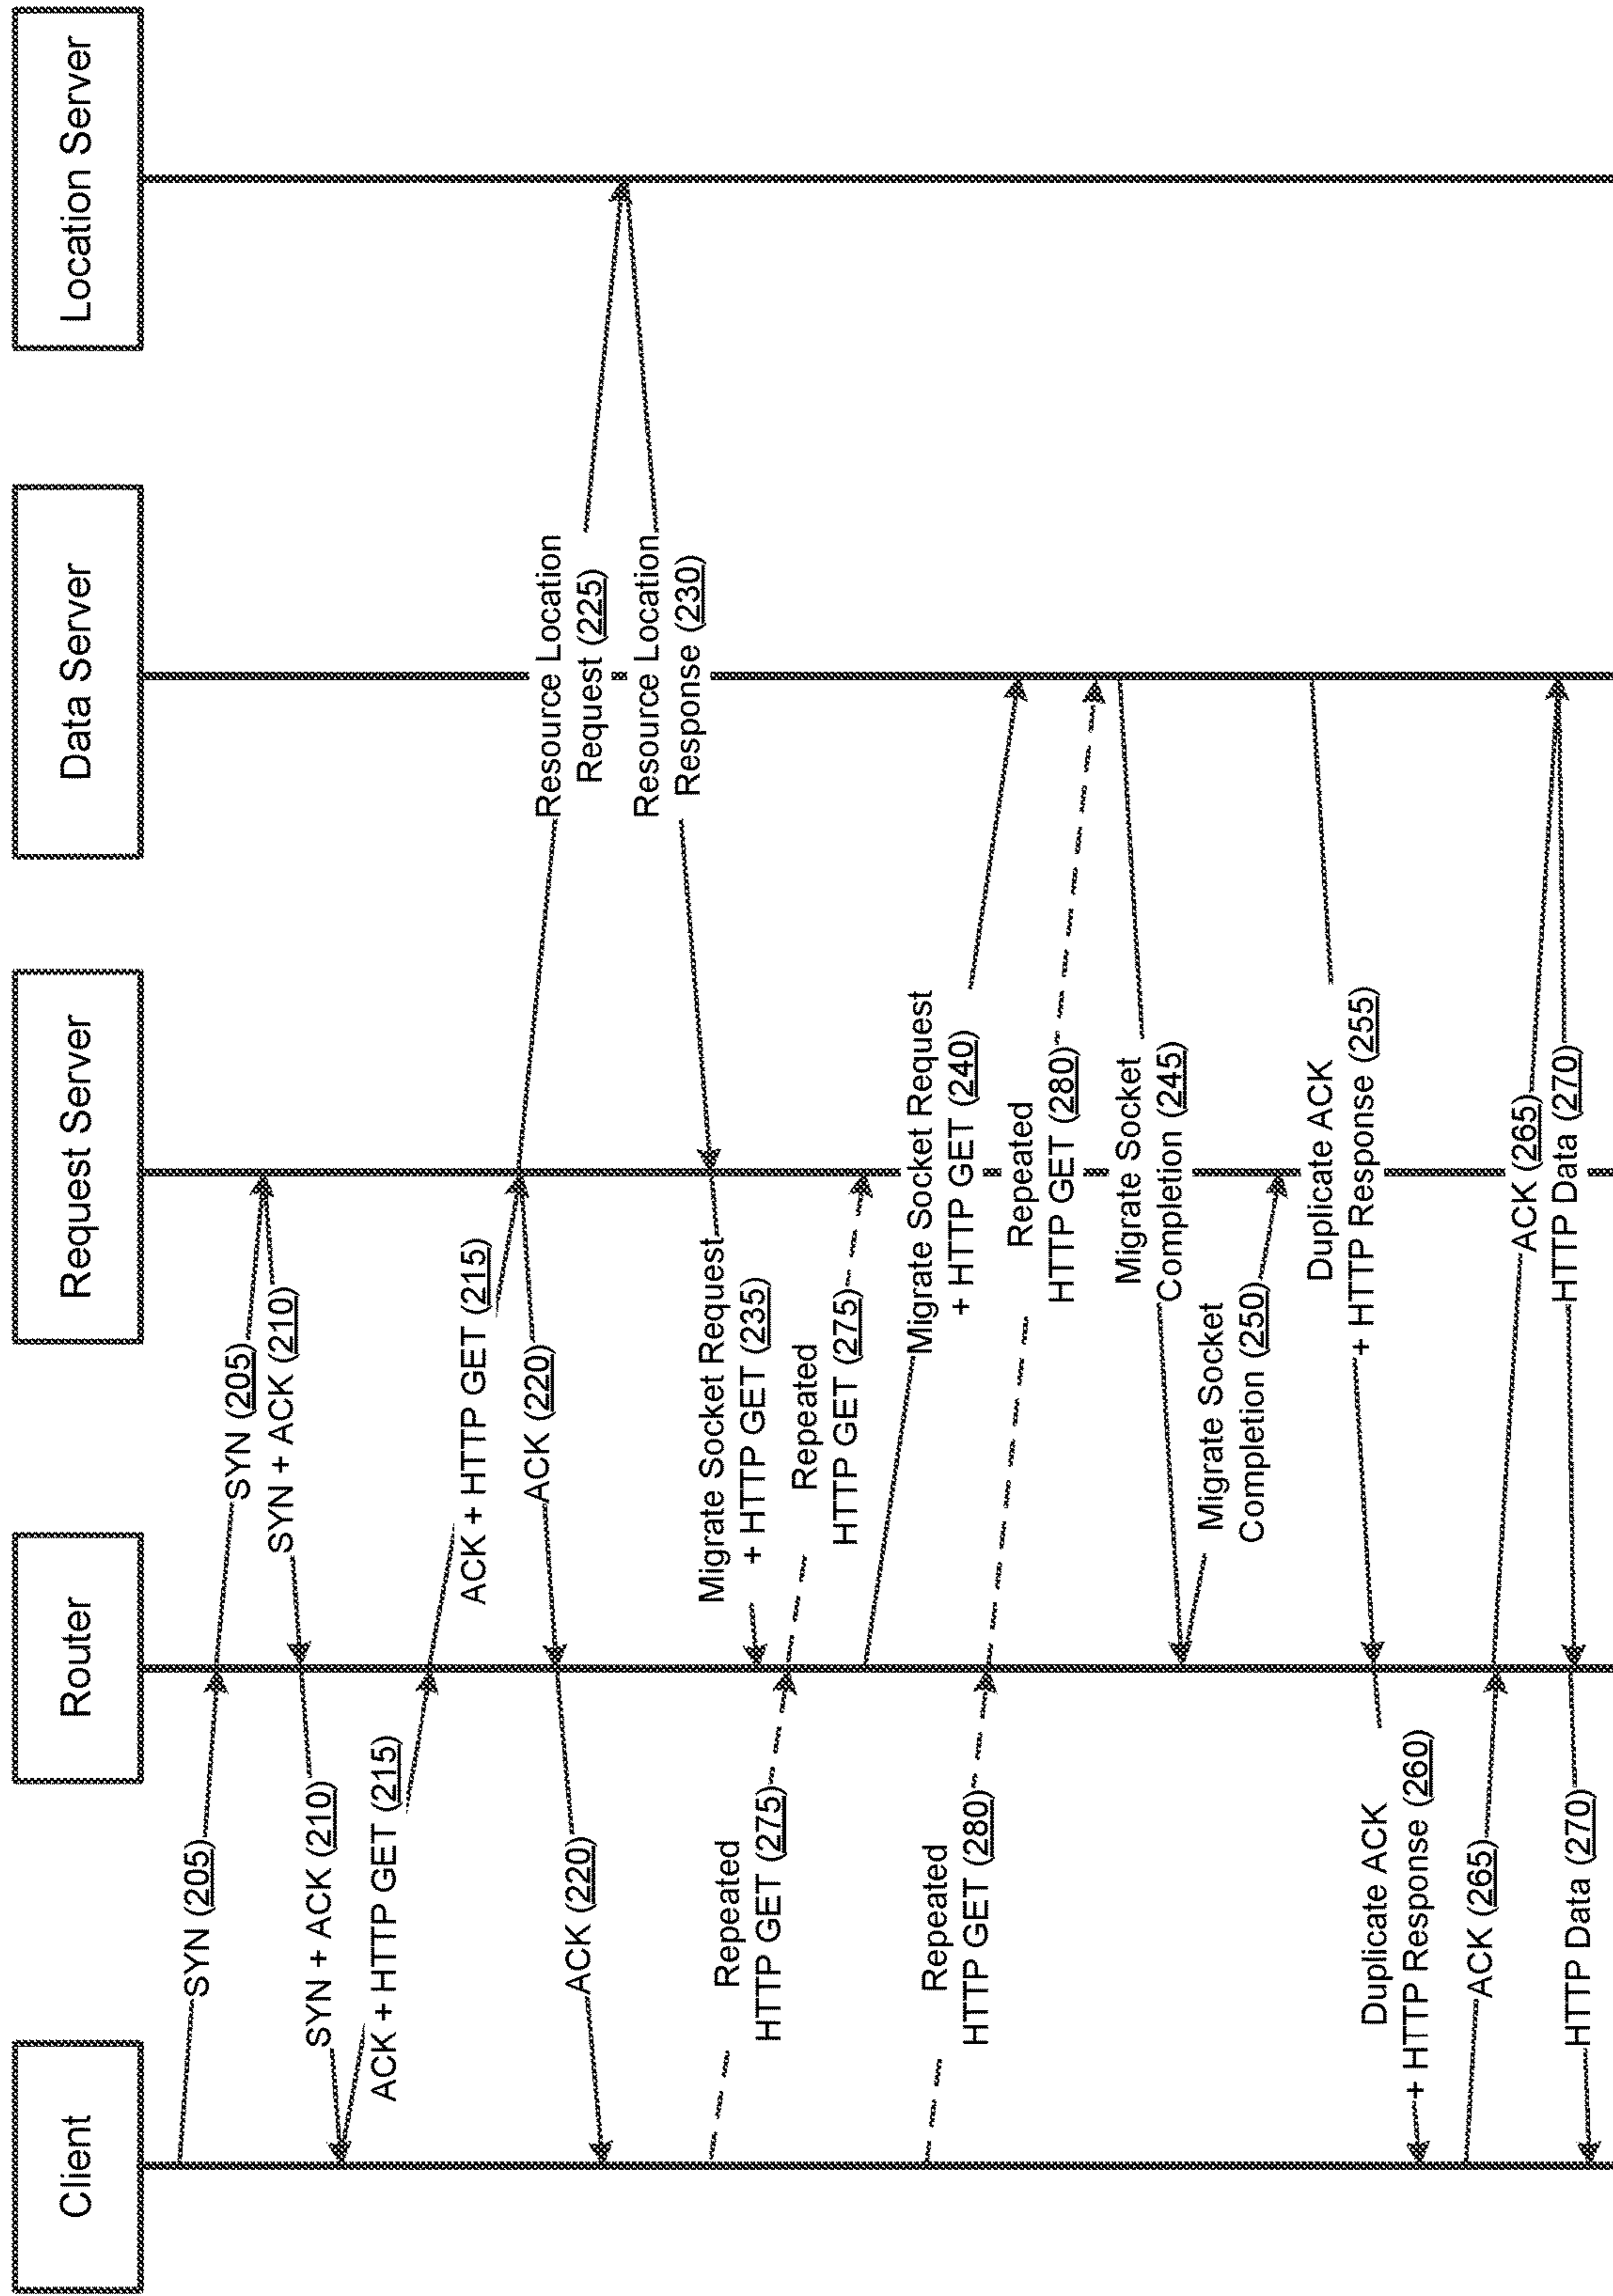 Client
Router
Request Server
Data Server
Location Server
SYN (205)
SYN (205)
SYN + ACK (210)
SYN + ACK (210)
ACK + HTTP GET (215)
ACK + HTTP GET (215)
ACK (220)
ACK (220)
Resource Location
Request (225)
Resource Location
Response (230)
Migrate Socket Request
+ HTTP GET (235)
Repeated
HTTP GET (275)
Repeated
HTTP GET (275)
Migrate Socket Request
+ HTTP GET (240)
Repeated
HTTP GET (280)
Repeated
HTTP GET (280)
Migrate Socket
Completion (245)
Migrate Socket
Completion (250)
Duplicate ACK
+ HTTP Response (255)
Duplicate ACK
+ HTTP Response (260)
ACK (265)
ACK (265)
HTTP Data (270)
HTTP Data (270)